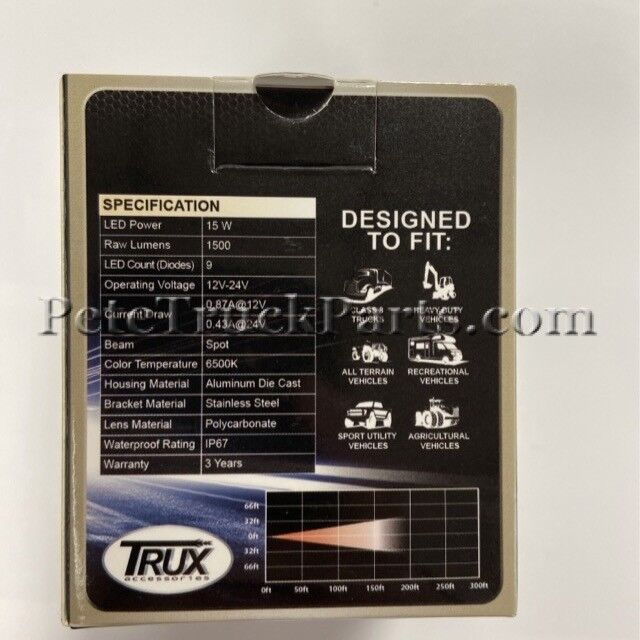 SPECIFICATION
LED Power 15 W
Raw Lumens 1500
LED Count (Diodes) 9
Operating Voltage 12V-24V
Current Draw 0.87A@12V
0.43A@24V
Beam Spot
Color Temperature 6500K
Housing Material Aluminum Die Cast
Bracket Material Stainless Steel
Lens Material Polycarbonate
Waterproof Rating IP67
Warranty 3 Years
DESIGNED
TO FIT:
CLASS 8
TRUCKS
HEAVY DUTY
VEHICLES
ALL TERRAIN
VEHICLES
RECREATIONAL
VEHICLES
SPORT UTILITY
VEHICLES
AGRICULTURAL
VEHICLES
PeteTruckParts.com
TRUX
accessories
66ft
32ft
0ft
32ft
66ft
0ft 50ft 100ft 150ft 200ft 250ft 300ft